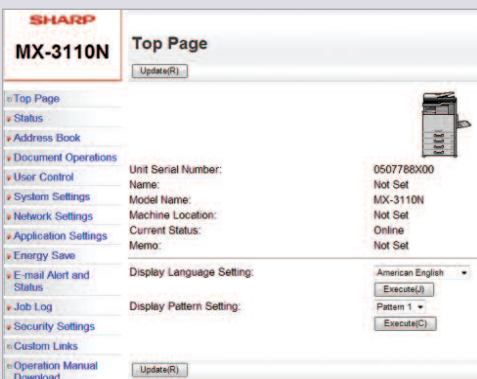 SHARP
MX-3110N
Top Page
Update(R)
Top Page
Status
Address Book
Document Operations
User Control
System Settings
Network Settings
Application Settings
Energy Save
E-mail Alert and
Status
Job Log
Security Settings
Custom Links
Operation Manual
Download
Unit Serial Number: 0507788X00
Name: Not Set
Model Name: MX-3110N
Machine Location: Not Set
Current Status: Online
Memo: Not Set
Display Language Setting: American English
Execute(J)
Display Pattern Setting: Pattern 1
Execute(C)
Update(R)